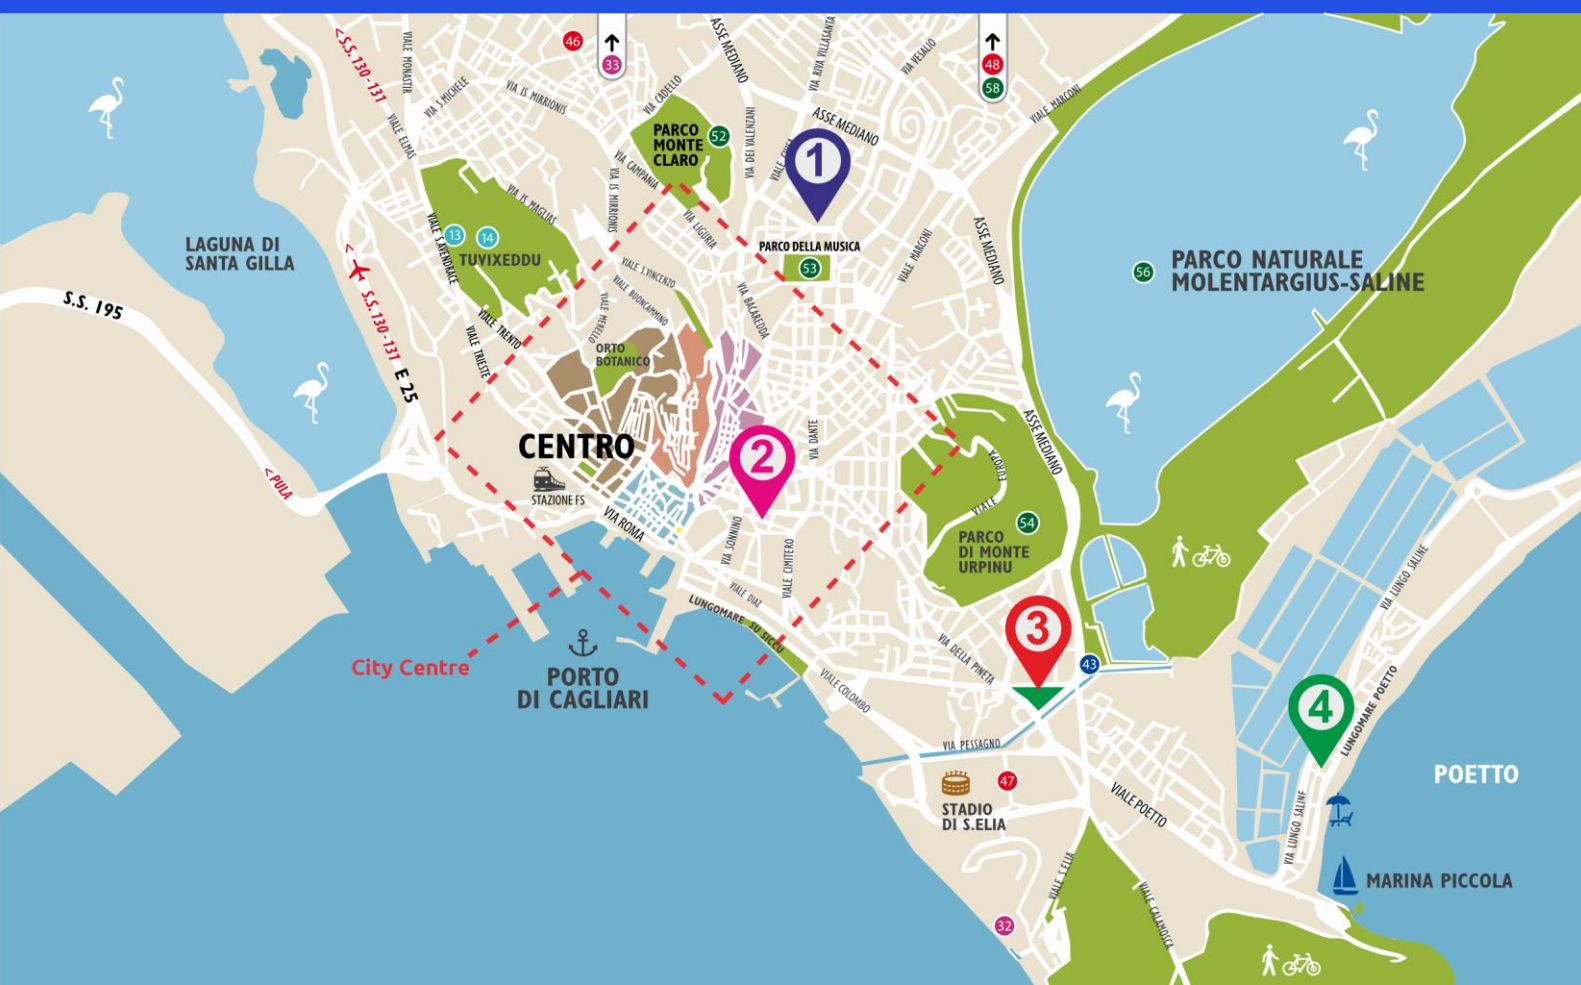 46
33
48
58
< S.S.130-131
VIALE MONASTIR
VIA S.MICHELE
VIA IS MIRRIONIS
VIA CADELLO
ASSE MEDIANO
VIA RIVA VILLASANTA
VIA VESALIO
VIALE MARCONI
VIALE ELMAS
PARCO
MONTE
CLARO
52
VIA DEI VALENZANI
ASSE MEDIANO
1
VIA CAMPANIA
VIA IS MIRRIONIS
VIA IS MAGLIAS
VIA LIGURIA
VIALE S.AVENDRACE
13
14
TUVIXEDDU
LAGUNA DI
SANTA GILLA
PARCO DELLA MUSICA
53
VIALE MARCONI
ASSE MEDIANO
56
PARCO NATURALE
MOLENTARGIUS-SALINE
S.S. 195
< S.S.130-131 E 25
VIALE S.VINCENZO
VIALE BUONCAMMINO
VIALE MERELLO
VIA BACAREDDA
VIALE TRENTO
VIALE TRIESTE
ORTO
BOTANICO
CENTRO
STAZIONE FS
2
VIA DANTE
ASSE MEDIANO
VIALE EUROPA
<PULA
VIA ROMA
VIA SONNINO
VIALE CIMITERO
54
PARCO
DI MONTE
URPINU
VIALE DIAZ
LUNGOMARE SU SICCU
3
43
VIA LUNGO SALINE
City Centre
PORTO
DI CAGLIARI
VIA DELLA PINETA
VIALE COLOMBO
VIA PESSAGNO
4
LUNGOMARE POETTO
POETTO
STADIO
DI S.ELIA
47
VIALE POETTO
VIA LUNGO SALINE
MARINA PICCOLA
VIALE S.ELIA
VIALE CALAMOSCA
32